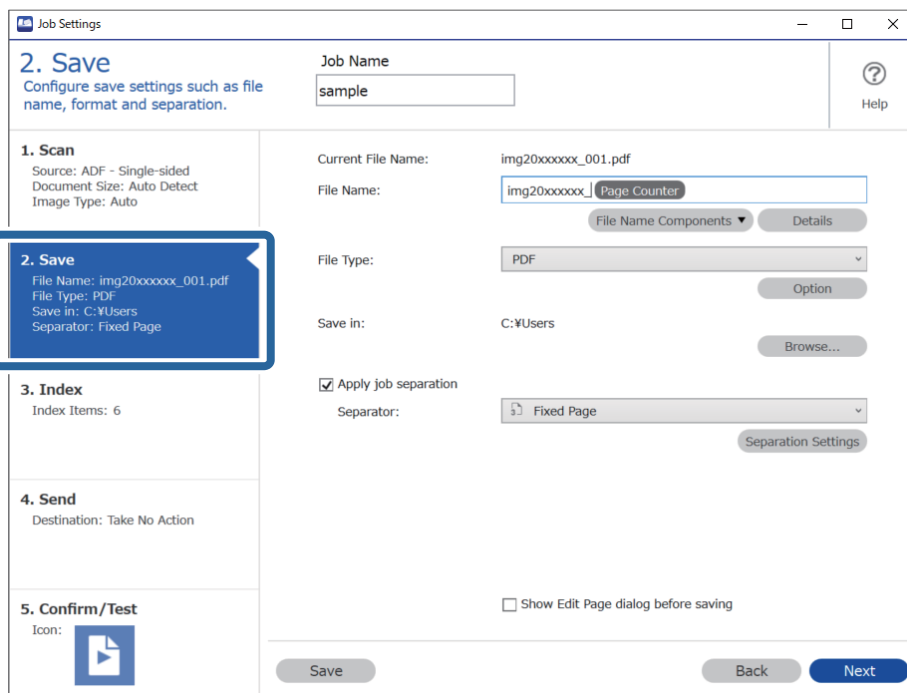 Job Settings
2. Save
Configure save settings such as file
name, format and separation.
Job Name
sample
Help
1. Scan
Source: ADF - Single-sided
Document Size: Auto Detect
Image Type: Auto
2. Save
File Name: img20xxxxxx_001.pdf
File Type: PDF
Save in: C:¥Users
Separator: Fixed Page
3. Index
Index Items: 6
4. Send
Destination: Take No Action
5. Confirm/Test
Icon:
Current File Name: img20xxxxxx_001.pdf
File Name: img20xxxxxx_ Page Counter
File Name Components ▼ Details
File Type: PDF
Option
Save in: C:¥Users
Browse...
Apply job separation
Separator: 3 Fixed Page
Separation Settings
Show Edit Page dialog before saving
Save Back Next